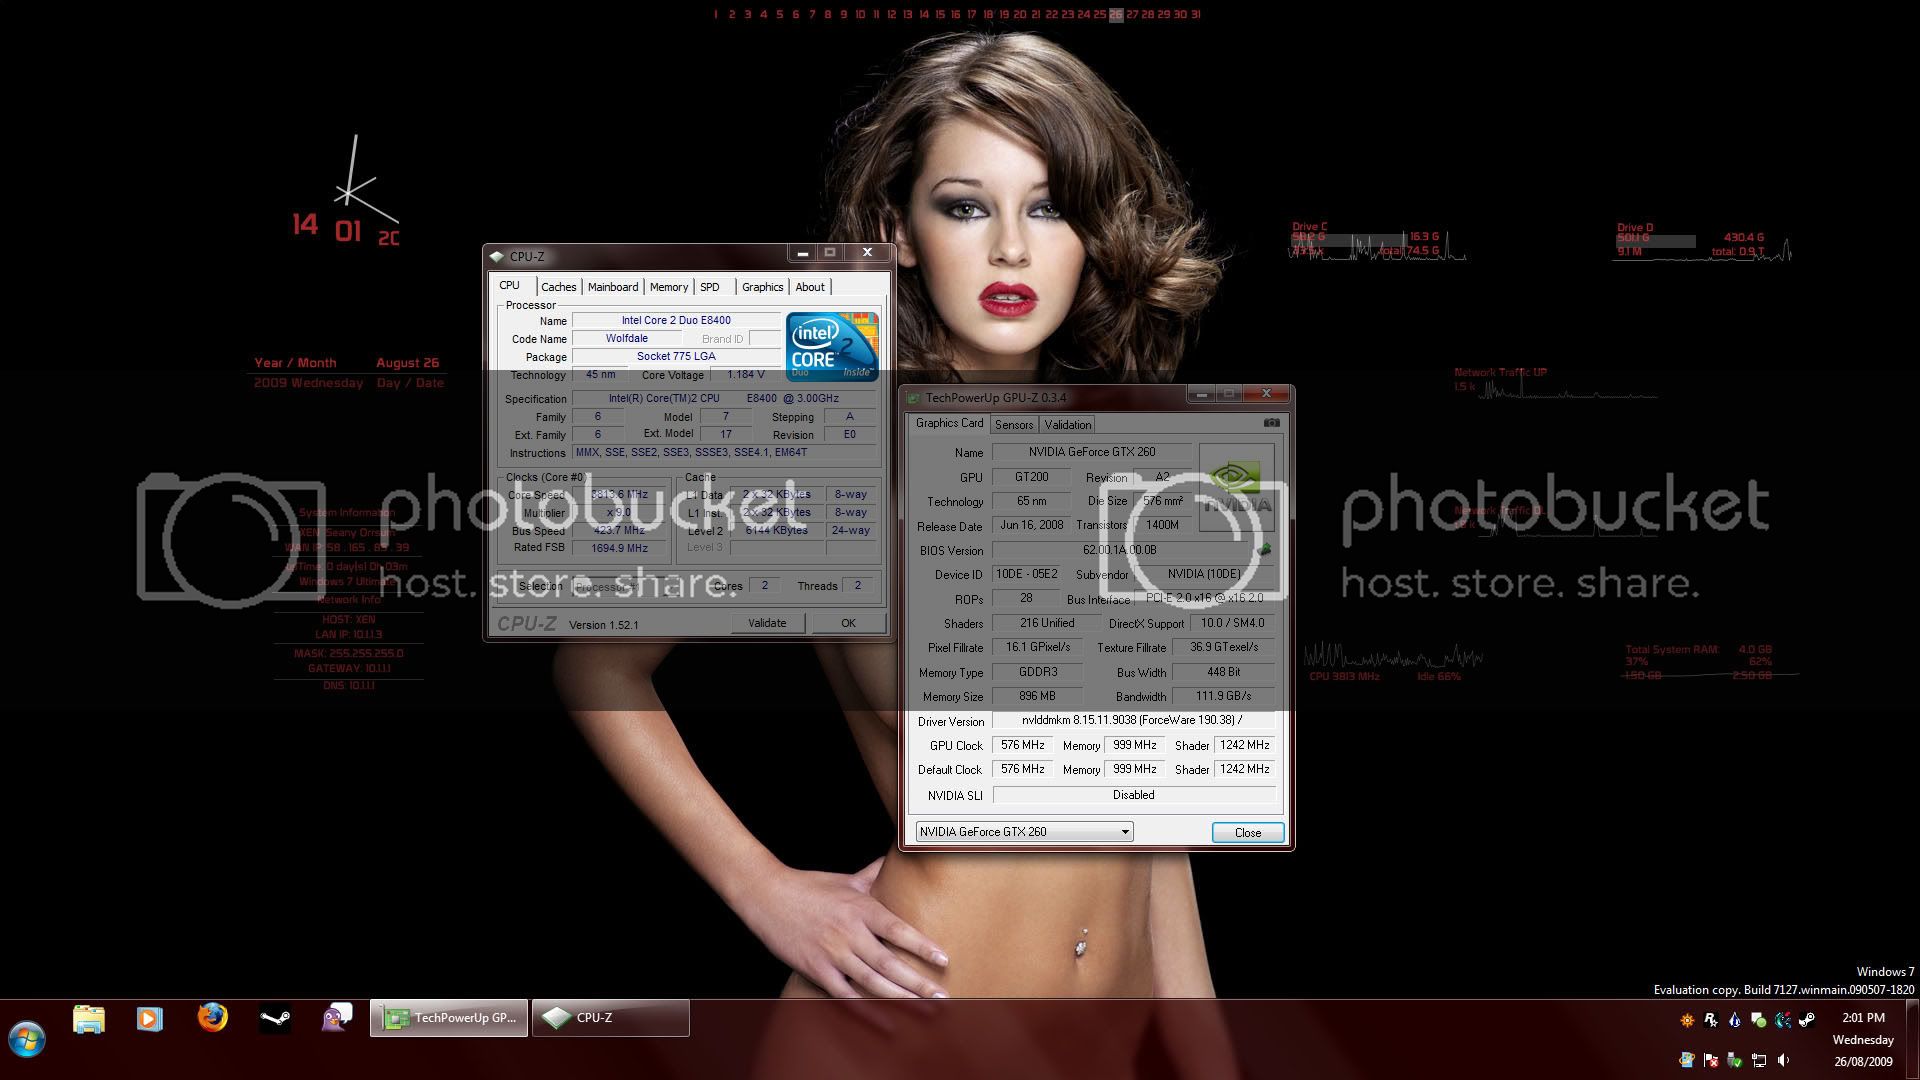 1 2 3 4 5 6 7 8 9 10 11 12 13 14 15 16 17 18 19 20 21 22 23 24 25 26 27 28 29 30 31
14 01 20
Year / Month August 26
2009 Wednesday Day / Date
System Information
XEN: Seany Orrsum
Windows 7 Ultimate
Network Info
HOST: XEN
LAN IP: 10.1.1.3
MASK: 255.255.255.0
GATEWAY: 10.1.1.1
DNS: 10.1.1.1
CPU-Z
CPU Caches Mainboard Memory SPD Graphics About
Processor
Name Intel Core 2 Duo E8400
Code Name Wolfdale Brand ID
Package Socket 775 LGA
Technology 45 nm Core Voltage 1.184 V
intel CORE 2 Duo inside
Specification Intel(R) Core(TM)2 CPU E8400 @ 3.00GHz
Family 6 Model 7 Stepping A
Ext. Family 6 Ext. Model 17 Revision E0
Instructions MMX, SSE, SSE2, SSE3, SSSE3, SSE4.1, EM64T
Clocks (Core #0) Cache
Core Speed 3813.6 MHz L1 Data 2 x 32 KBytes 8-way
Multiplier x 9.0 L1 Inst. 2 x 32 KBytes 8-way
Bus Speed 423.7 MHz Level 2 6144 KBytes 24-way
Rated FSB 1694.9 MHz Level 3
Selection Processor #1 Cores 2 Threads 2
CPU-Z Version 1.52.1 Validate OK
TechPowerUp GPU-Z 0.3.4
Graphics Card Sensors Validation
Name NVIDIA GeForce GTX 260
NVIDIA
GPU GT200 Revision A2
Technology 65 nm Die Size 576 mm²
Release Date Jun 16, 2008 Transistors 1400M
BIOS Version 62.00.1A.00.0B
Device ID 10DE - 05E2 Subvendor NVIDIA (10DE)
ROPs 28 Bus Interface PCI-E 2.0 x16 @ x16 2.0
Shaders 216 Unified DirectX Support 10.0 / SM4.0
Pixel Fillrate 16.1 GPixel/s Texture Fillrate 36.9 GTexel/s
Memory Type GDDR3 Bus Width 448 Bit
Memory Size 896 MB Bandwidth 111.9 GB/s
Driver Version nvlddmkm 8.15.11.9038 (ForceWare 190.38) /
GPU Clock 576 MHz Memory 999 MHz Shader 1242 MHz
Default Clock 576 MHz Memory 999 MHz Shader 1242 MHz
NVIDIA SLI Disabled
NVIDIA GeForce GTX 260 Close
Drive C
16.3 G
total: 74.5 G
Drive D
501.1 G 430.4 G
9.1 M total: 0.9 T
Network Traffic UP
1.5 k
CPU 3813 MHz Idle 66%
Total System RAM: 4.0 GB
37% 62%
1.50 GB 2.50 GB
photobucket
host. store. share.
photobucket
host. store. share.
Windows 7
Evaluation copy. Build 7127.winmain.090507-1820
TechPowerUp GP... CPU-Z
2:01 PM
Wednesday
26/08/2009